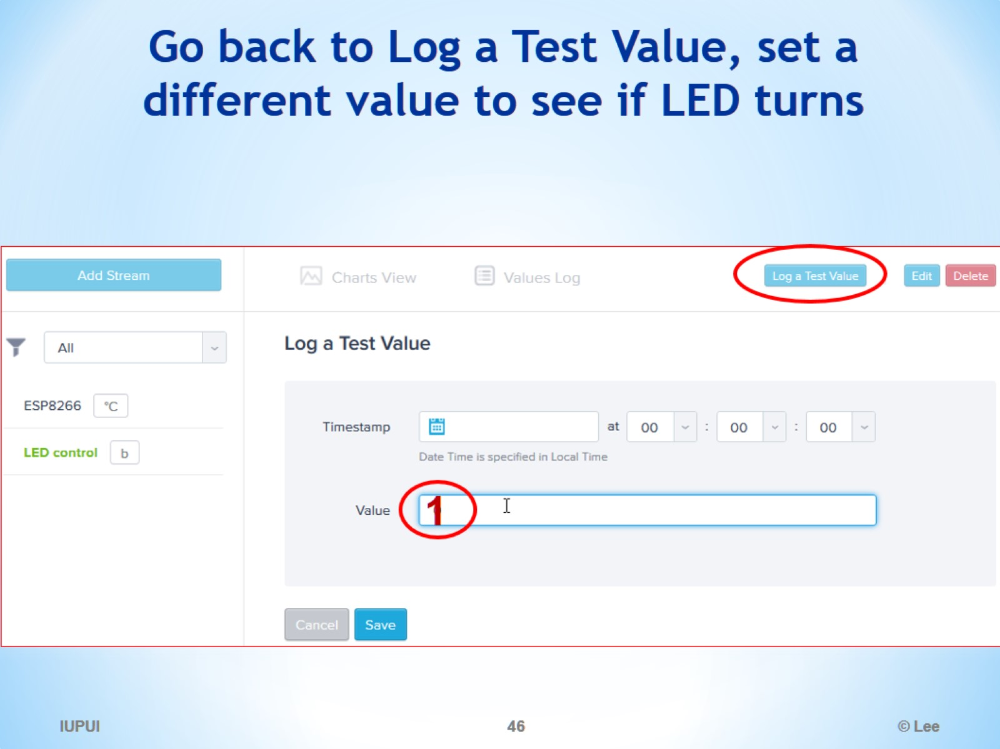 Go back to Log a Test Value, set a
different value to see if LED turns
Add Stream
Charts View
Values Log
Log a Test Value
Edit
Delete
All
Log a Test Value
ESP8266 °C
LED control b
Timestamp at 00 : 00 : 00
Date Time is specified in Local Time
Value 1
Cancel
Save
IUPUI
46
© Lee